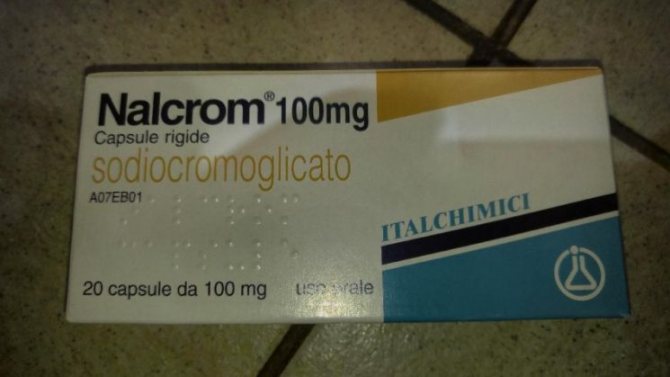 Nalcrom® 100mg
Capsule rigide
sodiocromoglicato
A07EB01
ITALCHIMICI
20 capsule da 100 mg uso orale